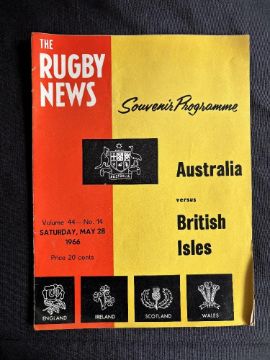 THE
RUGBY
NEWS
Souvenir Programme
AUSTRALIA
Australia
versus
British
Isles
Volume 44 — No. 14
SATURDAY, MAY 28
1966
Price 20 cents
ENGLAND
IRELAND
SCOTLAND
WALES